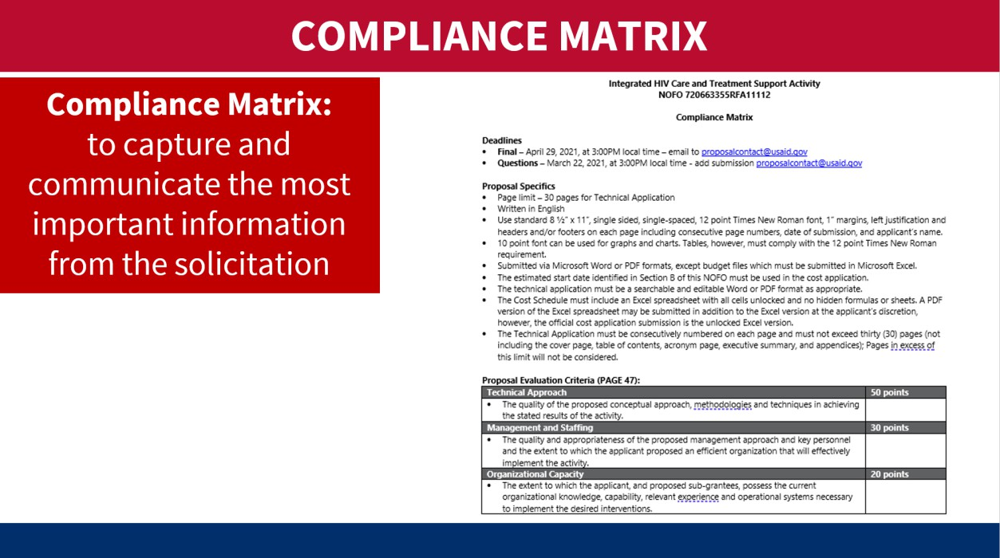 COMPLIANCE MATRIX
Compliance Matrix:
to capture and
communicate the most
important information
from the solicitation
Integrated HIV Care and Treatment Support Activity
NOFO 720663355RFA11112
Compliance Matrix
Deadlines
• Final – April 29, 2021, at 3:00PM local time – email to proposalcontact@usaid.gov
• Questions – March 22, 2021, at 3:00PM local time - add submission proposalcontact@usaid.gov
Proposal Specifics
• Page limit – 30 pages for Technical Application
• Written in English
• Use standard 8 ½" x 11", single sided, single-spaced, 12 point Times New Roman font, 1" margins, left justification and
headers and/or footers on each page including consecutive page numbers, date of submission, and applicant's name.
• 10 point font can be used for graphs and charts. Tables, however, must comply with the 12 point Times New Roman
requirement.
• Submitted via Microsoft Word or PDF formats, except budget files which must be submitted in Microsoft Excel.
• The estimated start date identified in Section B of this NOFO must be used in the cost application.
• The technical application must be a searchable and editable Word or PDF format as appropriate.
• The Cost Schedule must include an Excel spreadsheet with all cells unlocked and no hidden formulas or sheets. A PDF
version of the Excel spreadsheet may be submitted in addition to the Excel version at the applicant's discretion,
however, the official cost application submission is the unlocked Excel version.
• The Technical Application must be consecutively numbered on each page and must not exceed thirty (30) pages (not
including the cover page, table of contents, acronym page, executive summary, and appendices); Pages in excess of
this limit will not be considered.
Proposal Evaluation Criteria (PAGE 47):
Technical Approach 50 points
• The quality of the proposed conceptual approach, methodologies and techniques in achieving
the stated results of the activity.
Management and Staffing 30 points
• The quality and appropriateness of the proposed management approach and key personnel
and the extent to which the applicant proposed an efficient organization that will effectively
implement the activity.
Organizational Capacity 20 points
• The extent to which the applicant, and proposed sub-grantees, possess the current
organizational knowledge, capability, relevant experience and operational systems necessary
to implement the desired interventions.